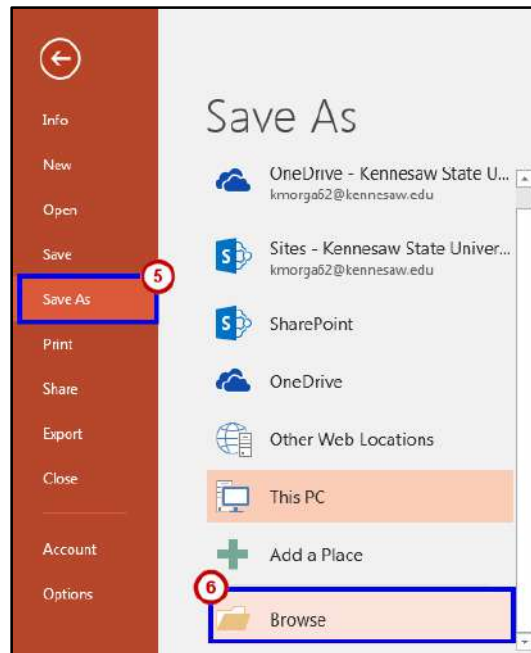 Info
New
Open
Save
5
Save As
Print
Share
Export
Close
Account
Options
Save As
OneDrive - Kennesaw State U...
kmorga62@kennesaw.edu
Sites - Kennesaw State Univer...
kmorga62@kennesaw.edu
S
SharePoint
OneDrive
Other Web Locations
This PC
Add a Place
6
Browse